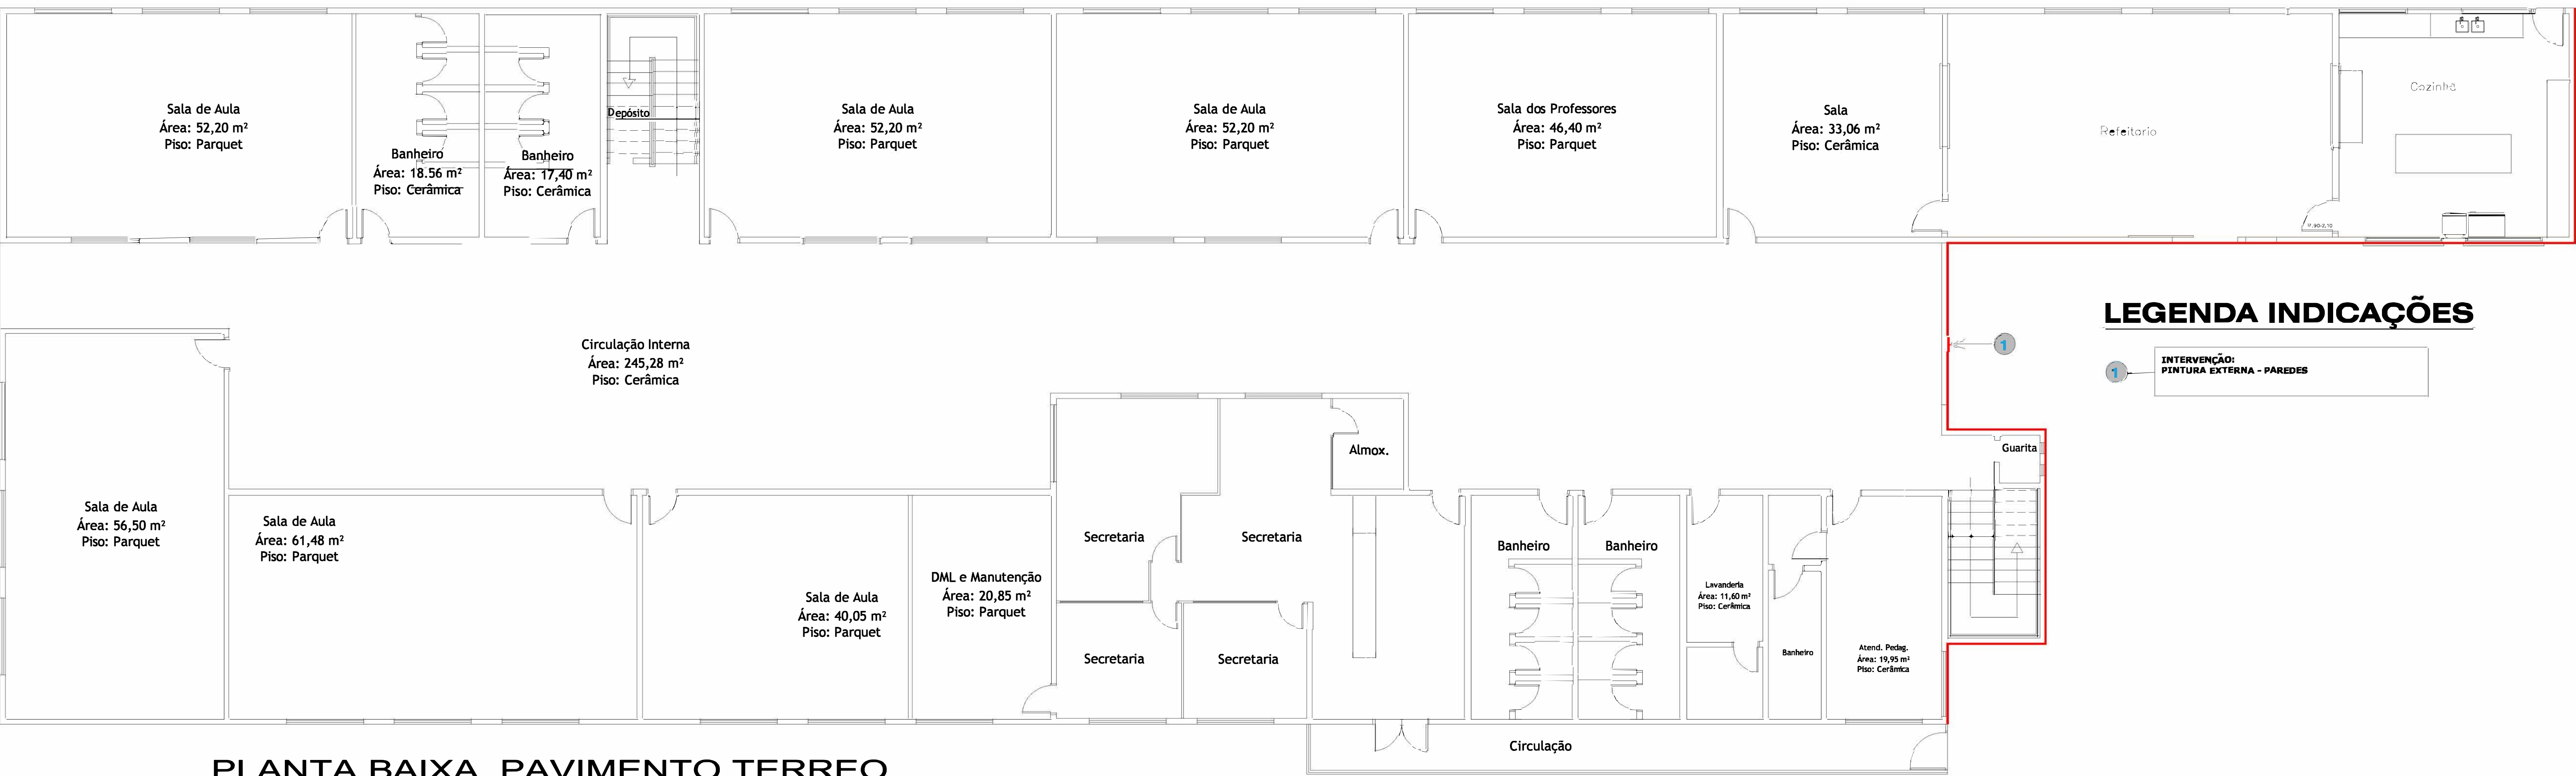 Sala de Aula
Área: 52,20 m²
Piso: Parquet
Banheiro
Área: 18.56 m²
Piso: Cerâmica
Banheiro
Área: 17,40 m²
Piso: Cerâmica
Depósito
Sala de Aula
Área: 52,20 m²
Piso: Parquet
Sala de Aula
Área: 52,20 m²
Piso: Parquet
Sala dos Professores
Área: 46,40 m²
Piso: Parquet
Sala
Área: 33,06 m²
Piso: Cerâmica
Refeitorio
Cozinha
0.90×2,10
Circulação Interna
Área: 245,28 m²
Piso: Cerâmica
1
LEGENDA INDICAÇÕES
1
INTERVENÇÃO:
PINTURA EXTERNA - PAREDES
Guarita
Almox.
Sala de Aula
Área: 56,50 m²
Piso: Parquet
Sala de Aula
Área: 61,48 m²
Piso: Parquet
Sala de Aula
Área: 40,05 m²
Piso: Parquet
DML e Manutenção
Área: 20,85 m²
Piso: Parquet
Secretaria
Secretaria
Secretaria
Secretaria
Banheiro
Banheiro
Lavanderia
Área: 11,60 m²
Piso: Cerâmica
Banheiro
Atend. Pedag.
Área: 19,95 m²
Piso: Cerâmica
Circulação
PLANTA BAIXA PAVIMENTO TERREO